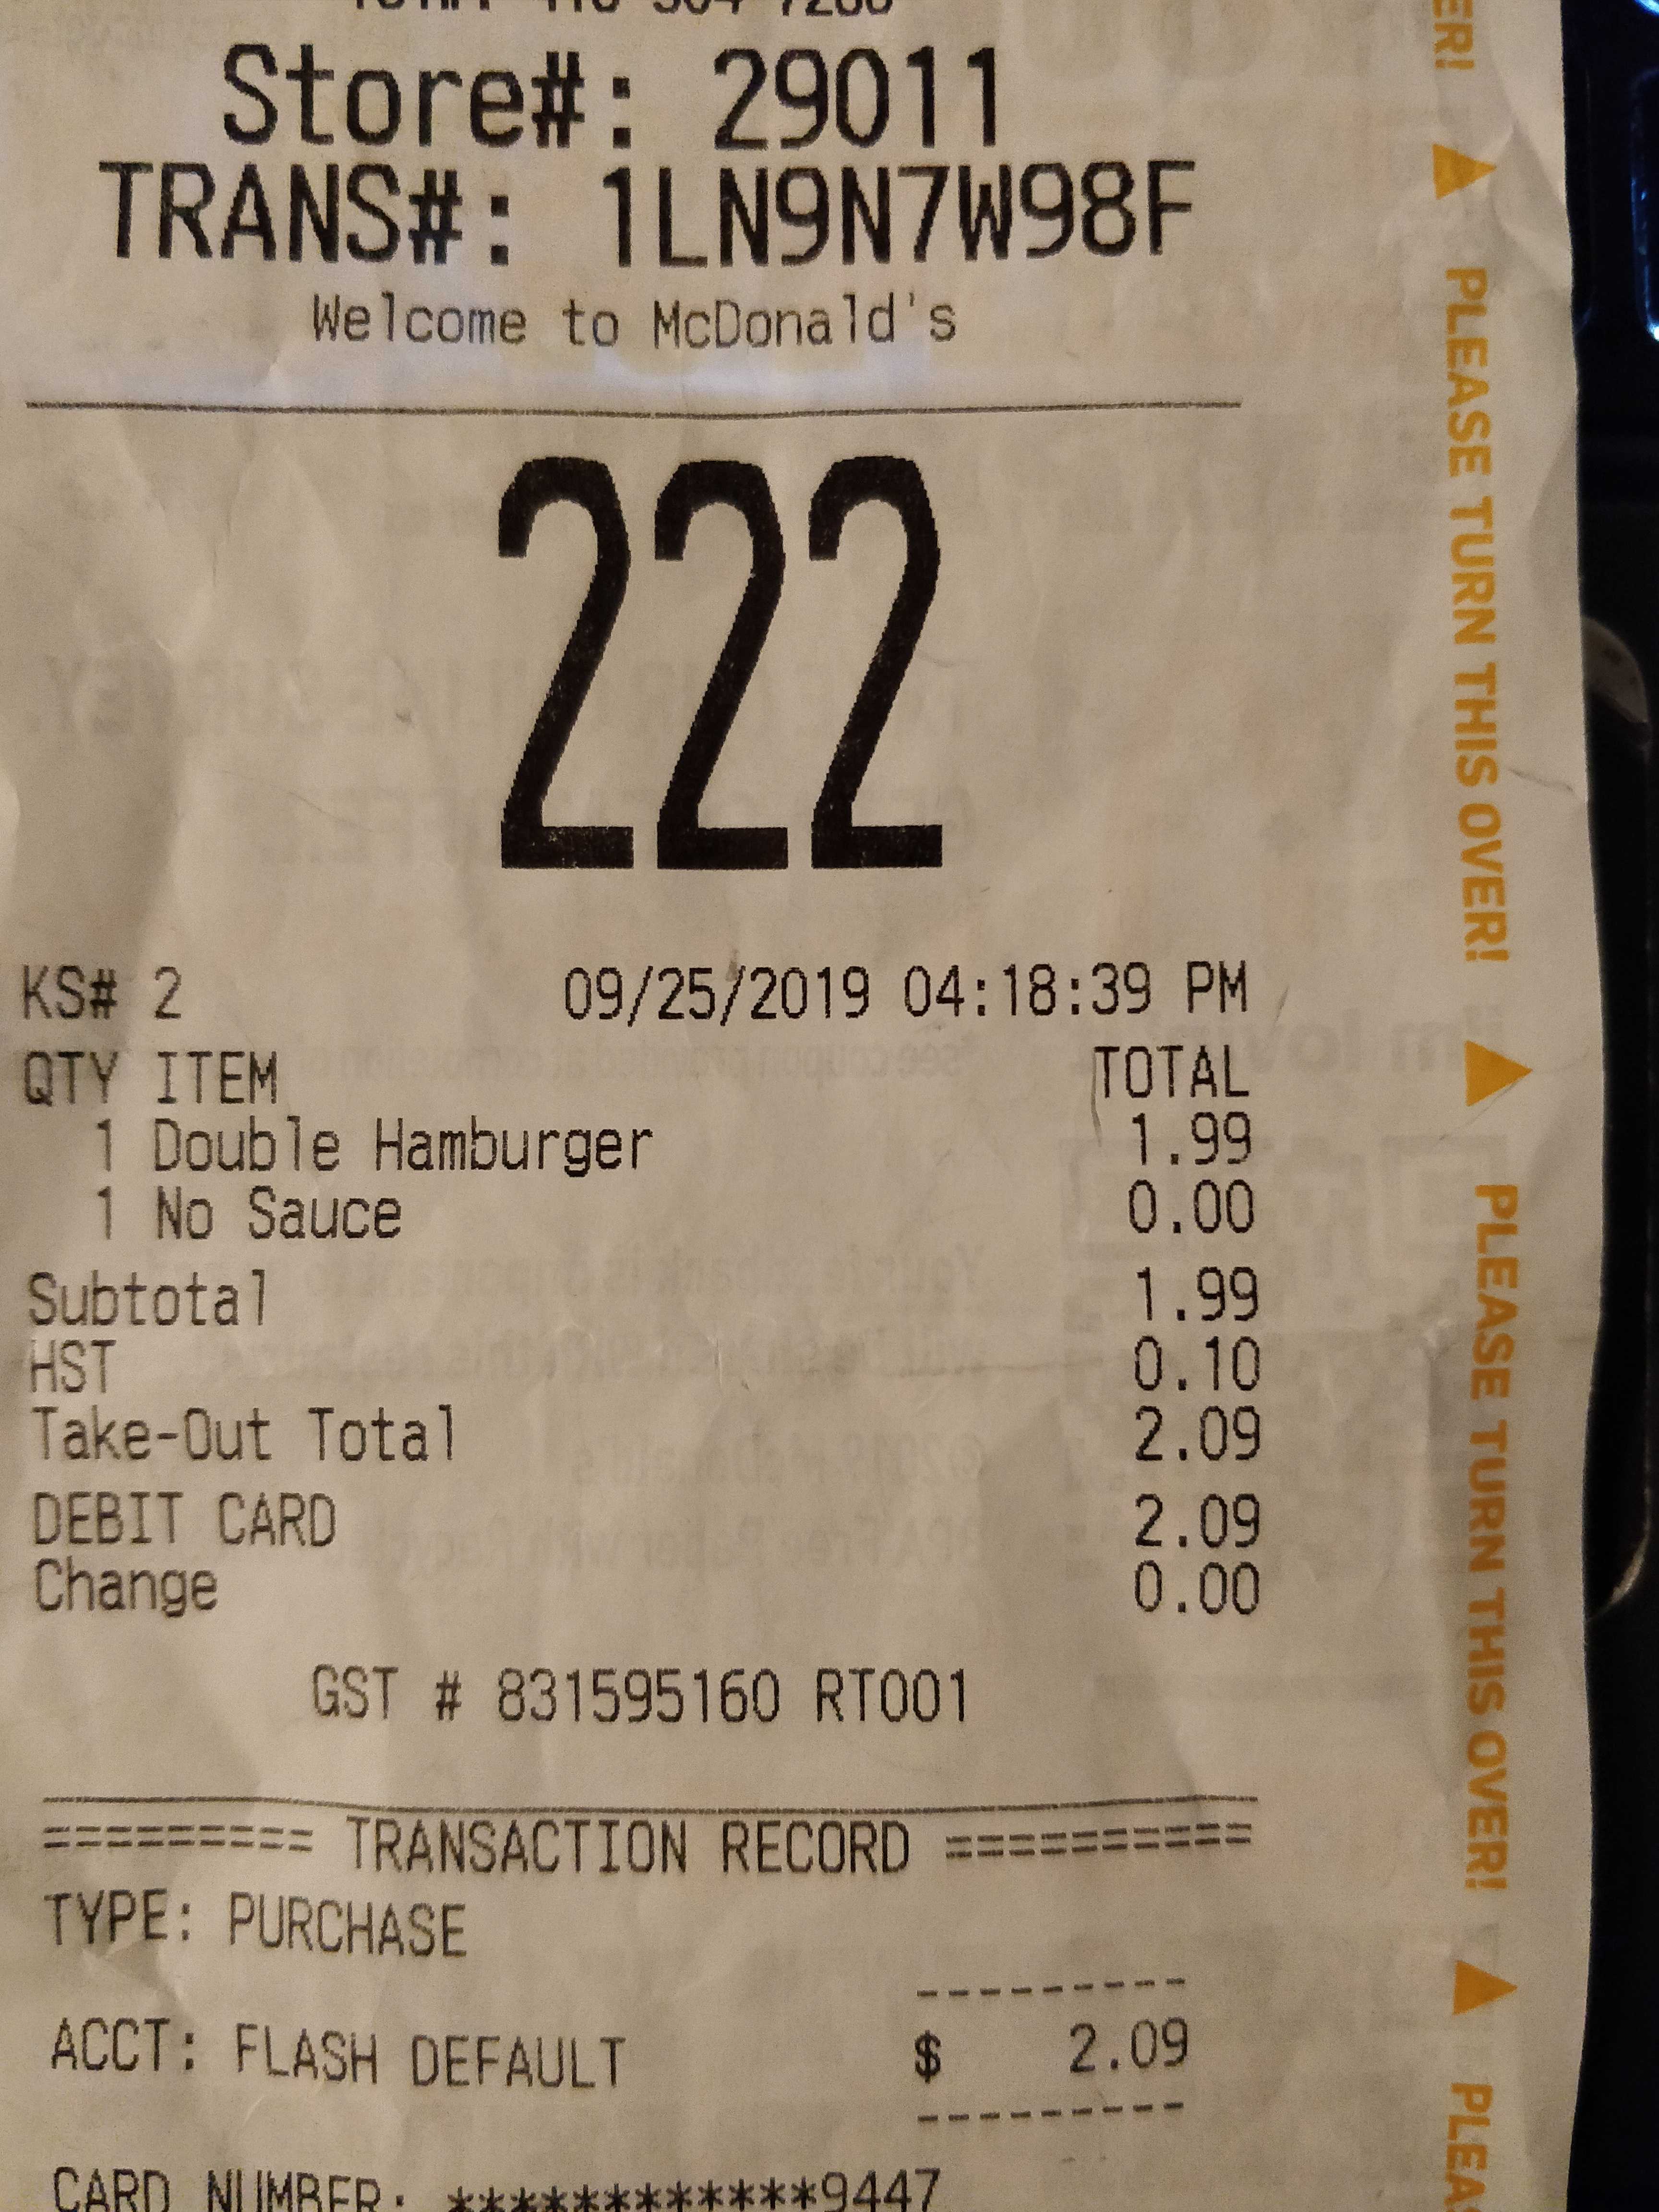 Store#: 29011
TRANS#: 1LN9N7W98F
Welcome to McDonald's
222
KS# 2 09/25/2019 04:18:39 PM
QTY ITEM TOTAL
1 Double Hamburger 1.99
1 No Sauce 0.00
Subtotal 1.99
HST 0.10
Take-Out Total 2.09
DEBIT CARD 2.09
Change 0.00
GST # 831595160 RT001
========= TRANSACTION RECORD ==========
TYPE: PURCHASE
---------
ACCT: FLASH DEFAULT $ 2.09
---------
CARD NUMBER: ************9447
ER!
PLEASE TURN THIS OVER!
PLEASE TURN THIS OVER!
PLEAS